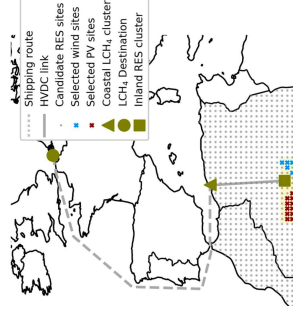 Shipping route
HVDC link
Candidate RES sites
Selected wind sites
Selected PV sites
Coastal LCH₄ cluster
LCH₄ Destination
Inland RES cluster